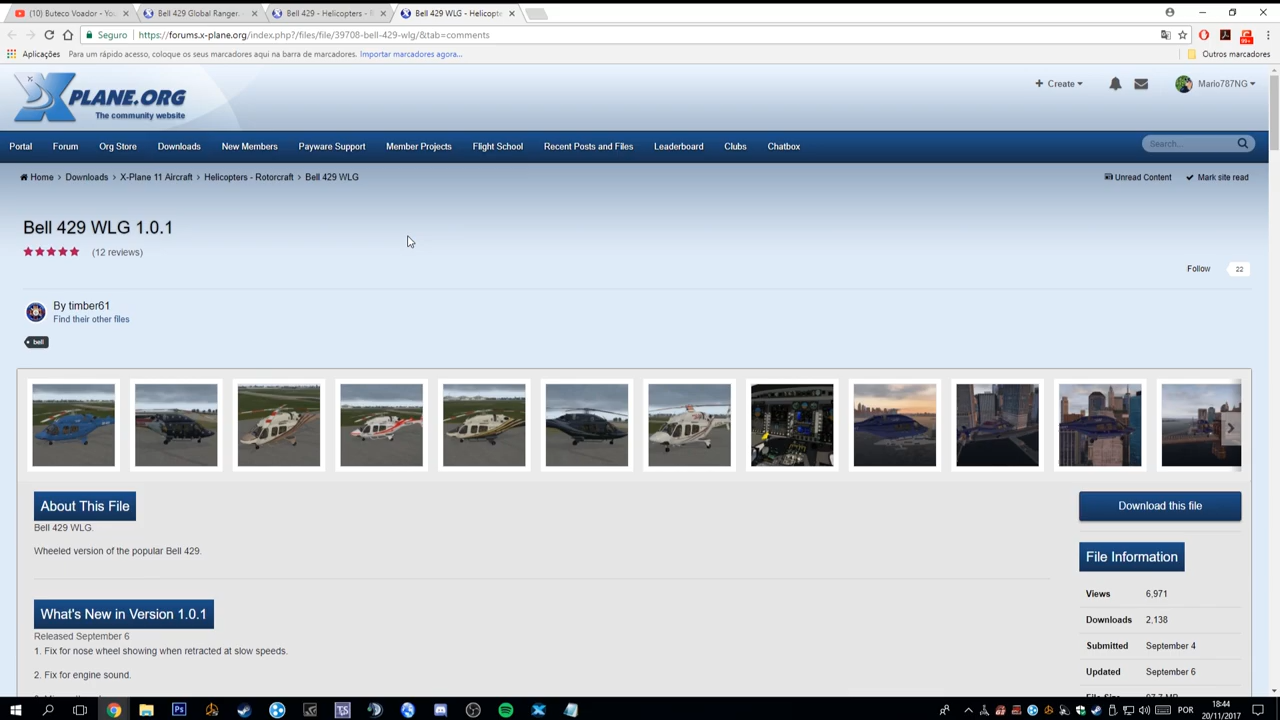 (10) Buteco Voador - Yo
Bell 429 Global Ranger.
Bell 429 - Helicopters -
Bell 429 WLG - Helicopte
Seguro
https://forums.x-plane.org/index.php?/files/file/39708-bell-429-wlg/&tab=comments
Aplicações
Para um rápido acesso, coloque os seus marcadores aqui na barra de marcadores. Importar marcadores agora...
Outros marcadores
X PLANE.ORG
The community website
+ Create
Mario787NG
Portal
Forum
Org Store
Downloads
New Members
Payware Support
Member Projects
Flight School
Recent Posts and Files
Leaderboard
Clubs
Chatbox
Search...
Home > Downloads > X-Plane 11 Aircraft > Helicopters - Rotorcraft > Bell 429 WLG
Unread Content
Mark site read
Bell 429 WLG 1.0.1
(12 reviews)
Follow 22
By timber61
Find their other files
bell
About This File
Bell 429 WLG.
Wheeled version of the popular Bell 429.
What's New in Version 1.0.1
Released September 6
1. Fix for nose wheel showing when retracted at slow speeds.
2. Fix for engine sound.
Download this file
File Information
Views 6,971
Downloads 2,138
Submitted September 4
Updated September 6
POR
18:44
20/11/2017